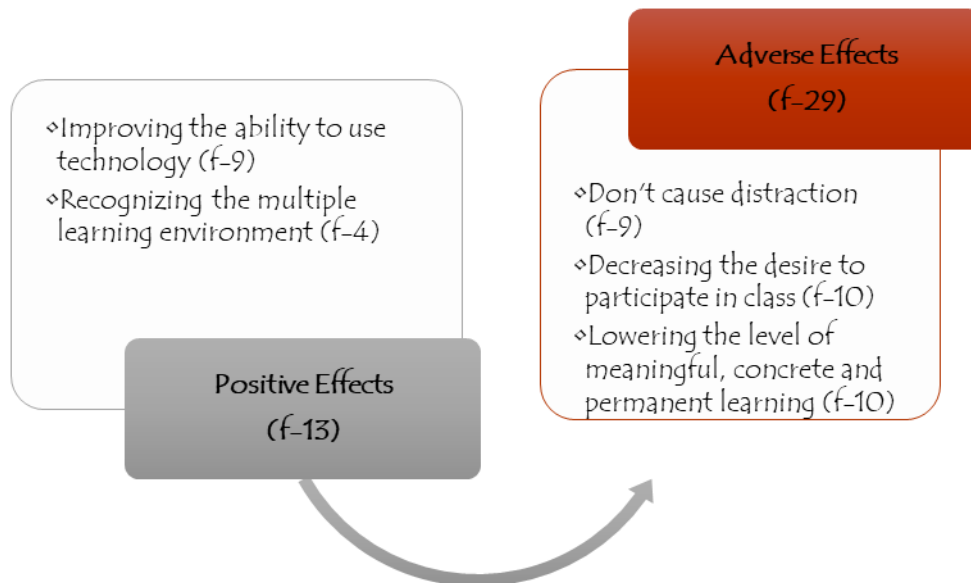 ◊Improving the ability to use
technology (f-9)
◊Recognizing the multiple
learning environment (f-4)
Positive Effects
(f-13)
Adverse Effects
(f-29)
◊Don't cause distraction
(f-9)
◊Decreasing the desire to
participate in class (f-10)
◊Lowering the level of
meaningful, concrete and
permanent learning (f-10)